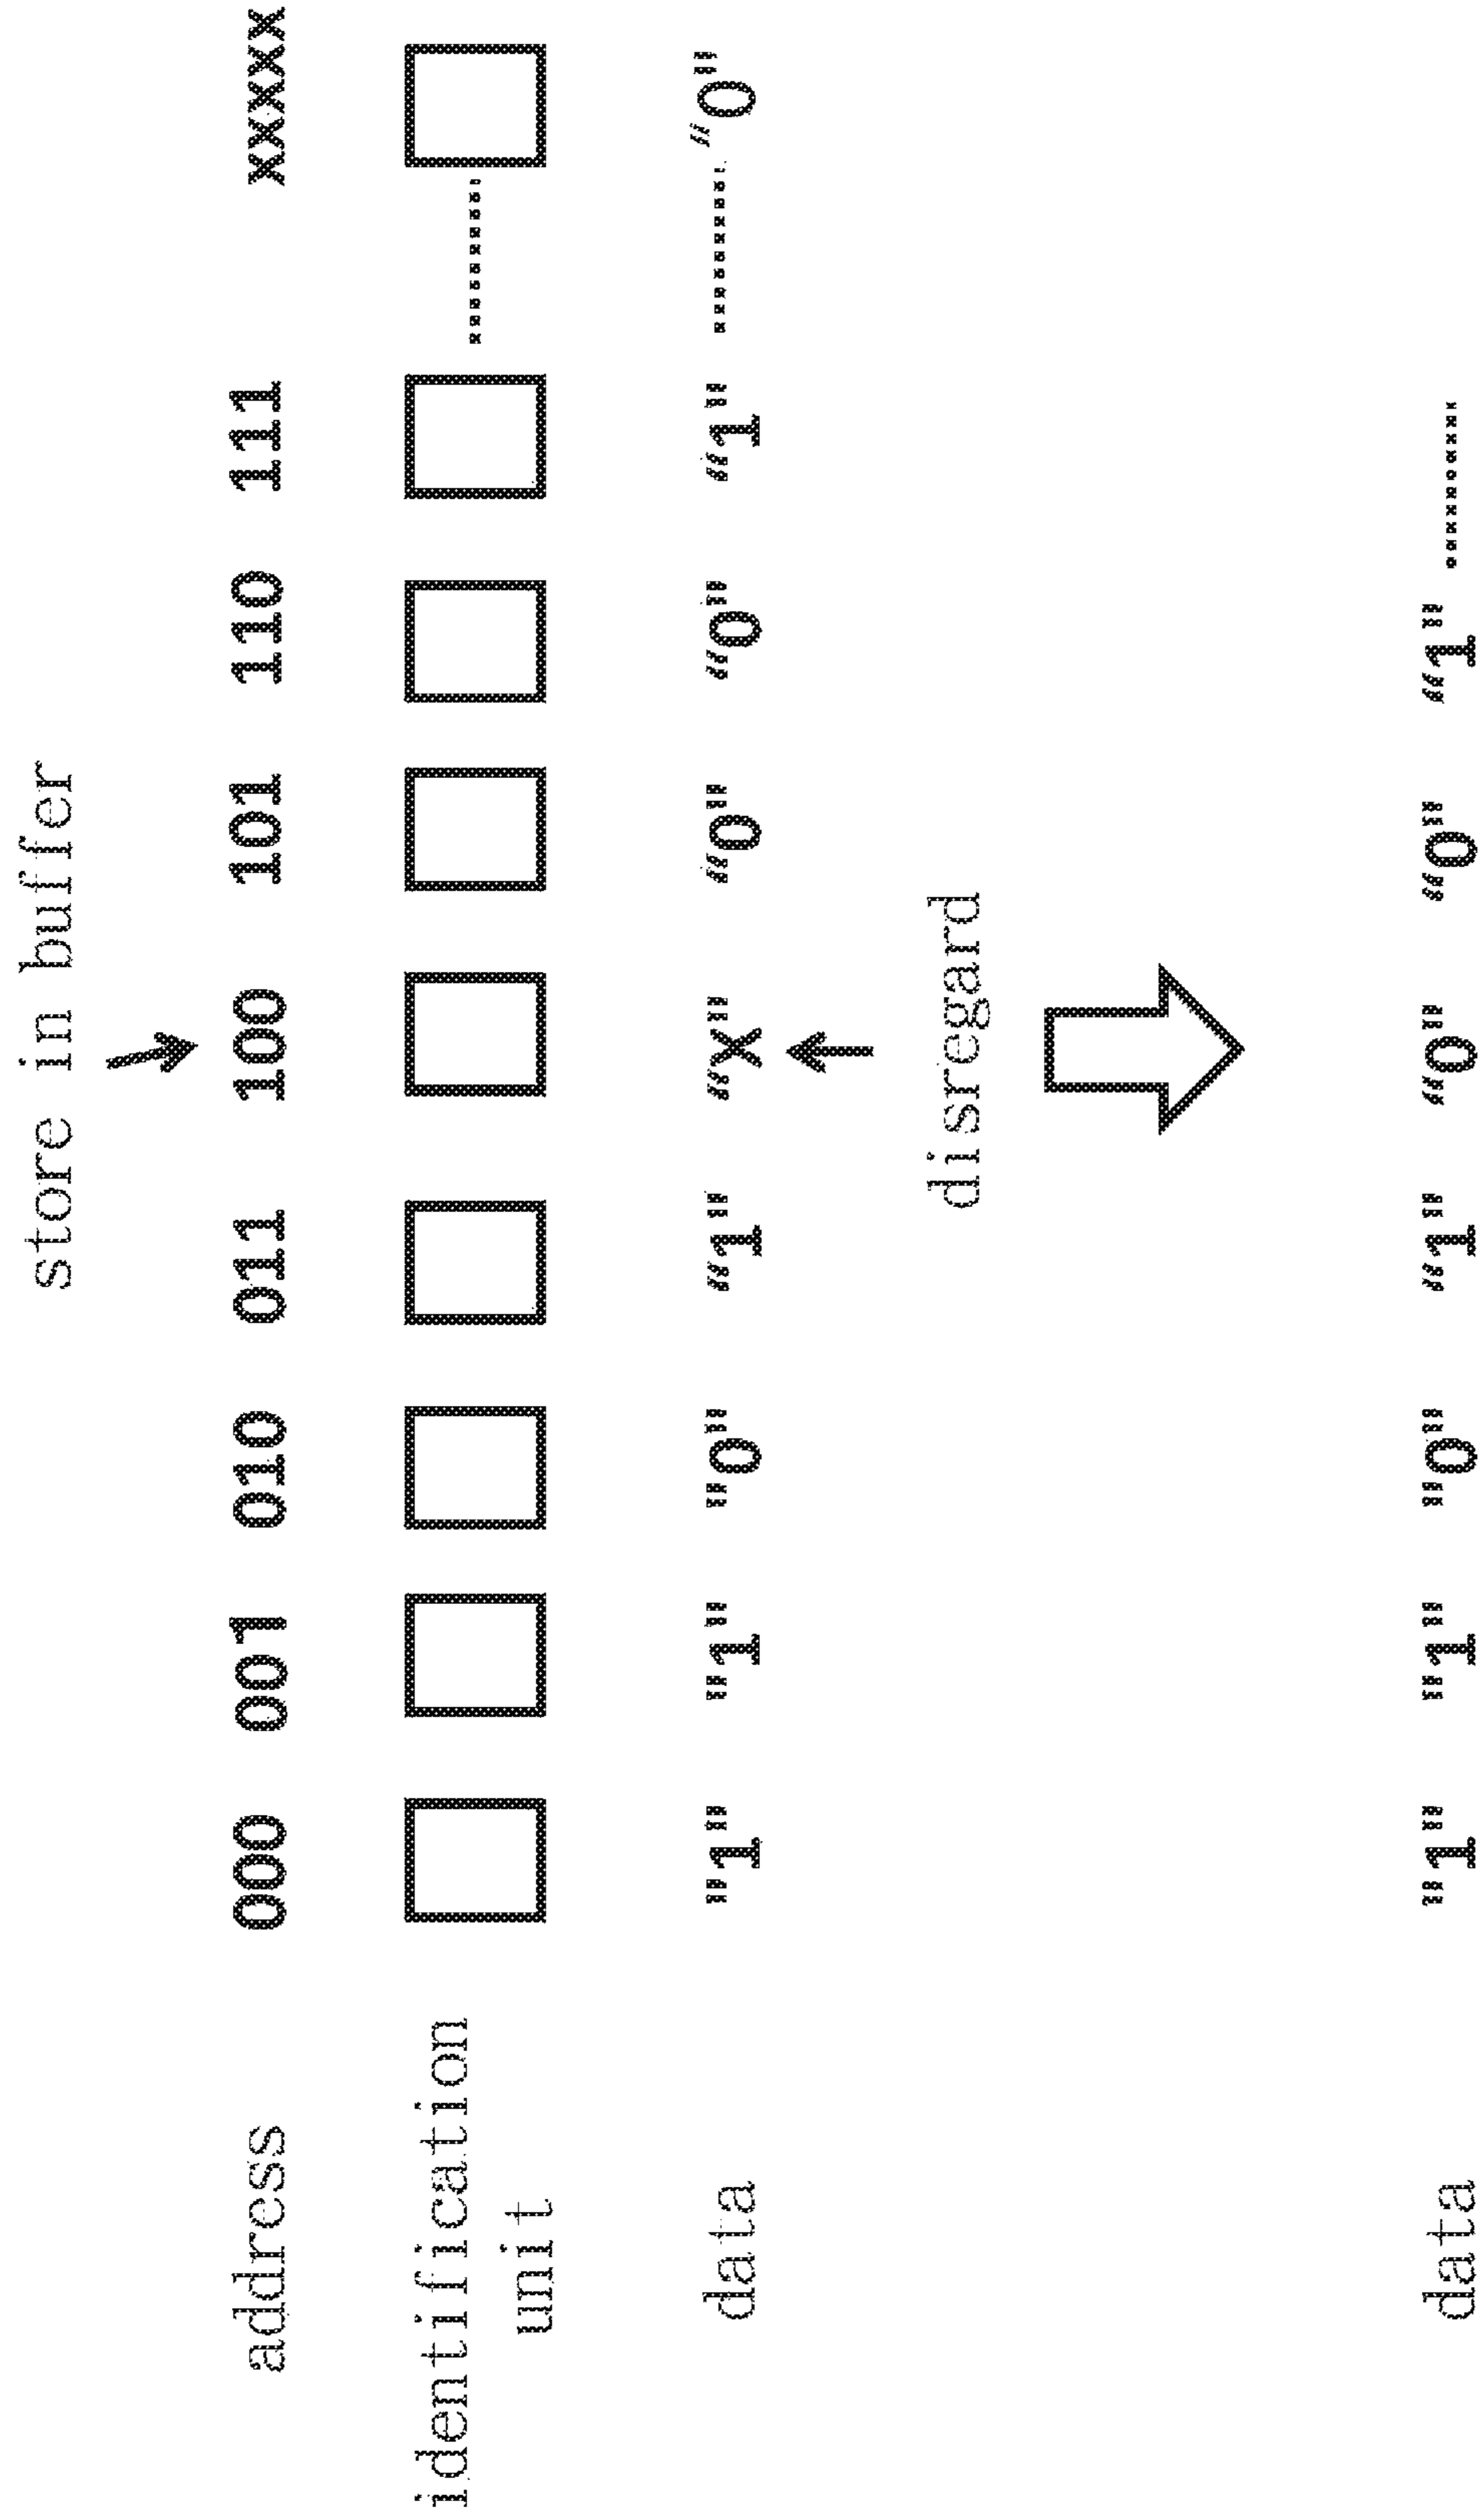 store in buffer
address 000 001 010 011 100 101 110 111 xxxxx
identification
unit
data "1" "1" "0" "1" "x" "0" "0" "1" "0"
disregard
data "1" "1" "0" "1" "0" "0" "1"